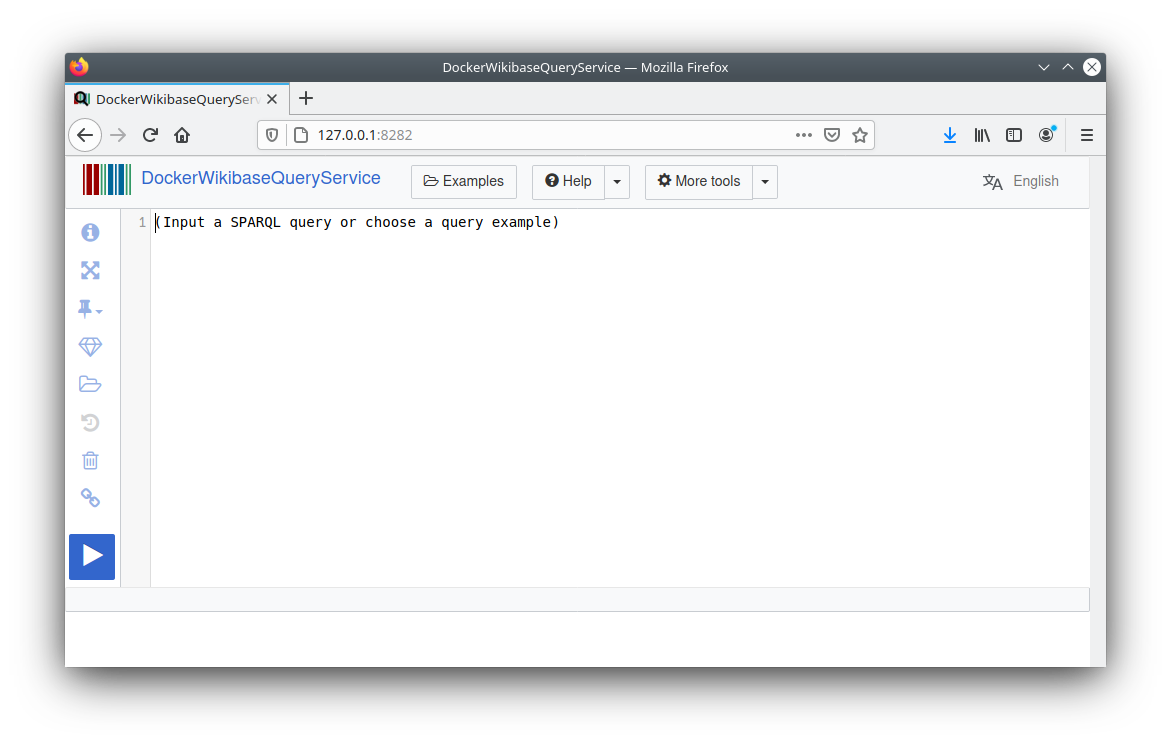 DockerWikibaseQueryService — Mozilla Firefox
DockerWikibaseQueryServ
127.0.0.1:8282
DockerWikibaseQueryService Examples Help More tools English
1 (Input a SPARQL query or choose a query example)